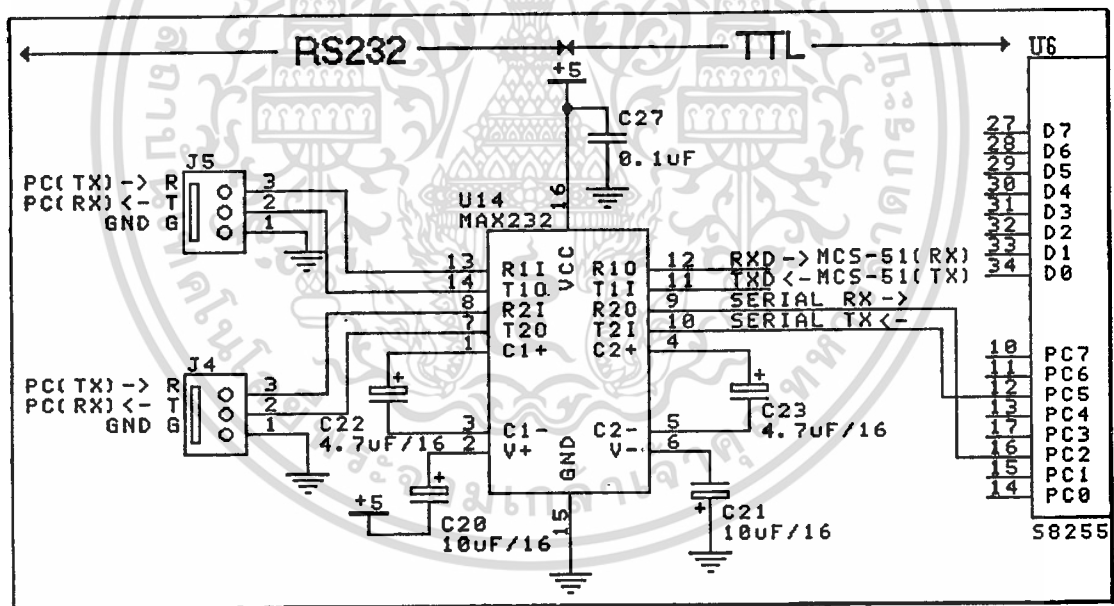 RS232 TTL
U6
+5
C27
0.1uF
27 D7
28 D6
29 D5
30 D4
31 D3
32 D2
33 D1
34 D0
J5
PC(TX)-> R 3
PC(RX)<- T 2
GND G 1
16
U14
MAX232
VCC
13 R1I R1O 12 RXD->MCS-51(RX)
14 T1O T1I 11 TXD<-MCS-51(TX)
8 R2I R2O 9 SERIAL RX->
7 T2O T2I 10 SERIAL TX<-
1 C1+ C2+ 4
J4
PC(TX)-> R 3
PC(RX)<- T 2
GND G 1
C22
4.7uF/16
+
3 C1- C2- 5
2 V+ V- 6
GND
15
+
C23
4.7uF/16
+5
+
C20
10uF/16
+
C21
10uF/16
10 PC7
11 PC6
12 PC5
13 PC4
17 PC3
16 PC2
15 PC1
14 PC0
S8255